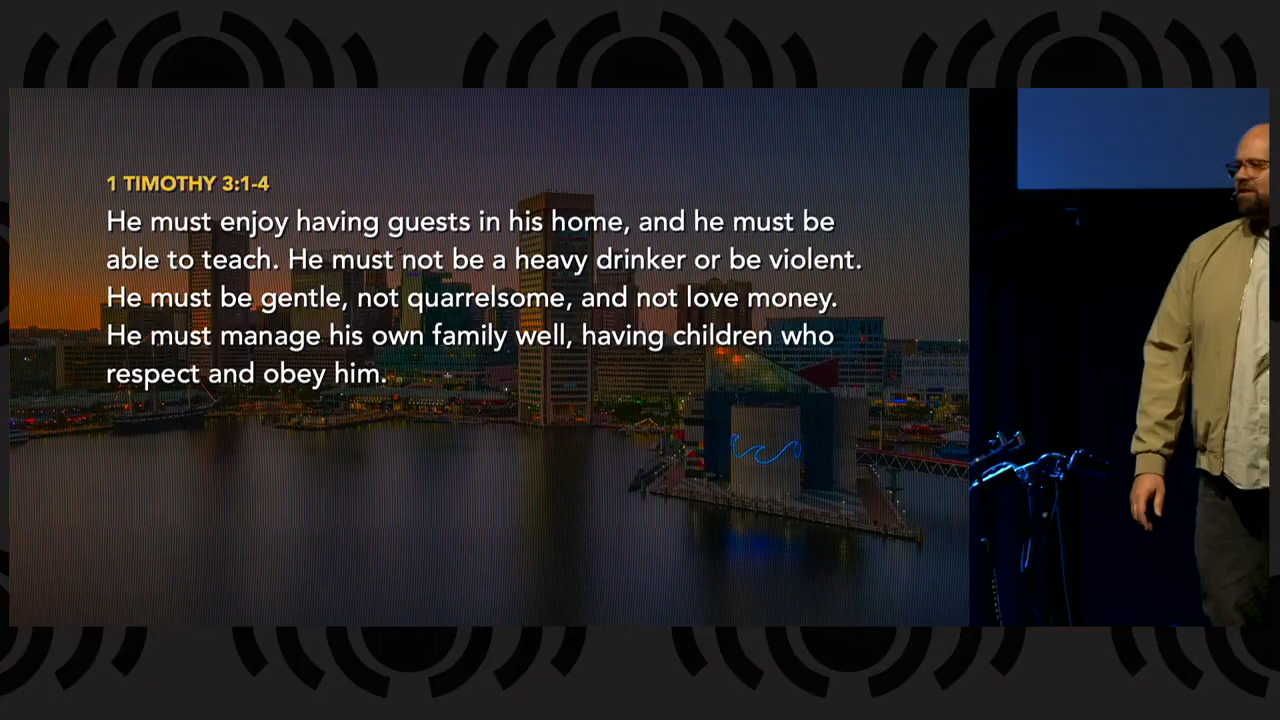 1 TIMOTHY 3:1-4
He must enjoy having guests in his home, and he must be
able to teach. He must not be a heavy drinker or be violent.
He must be gentle, not quarrelsome, and not love money.
He must manage his own family well, having children who
respect and obey him.